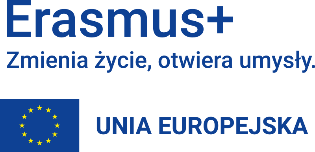 Erasmus+
Zmienia życie, otwiera umysły.
UNIA EUROPEJSKA